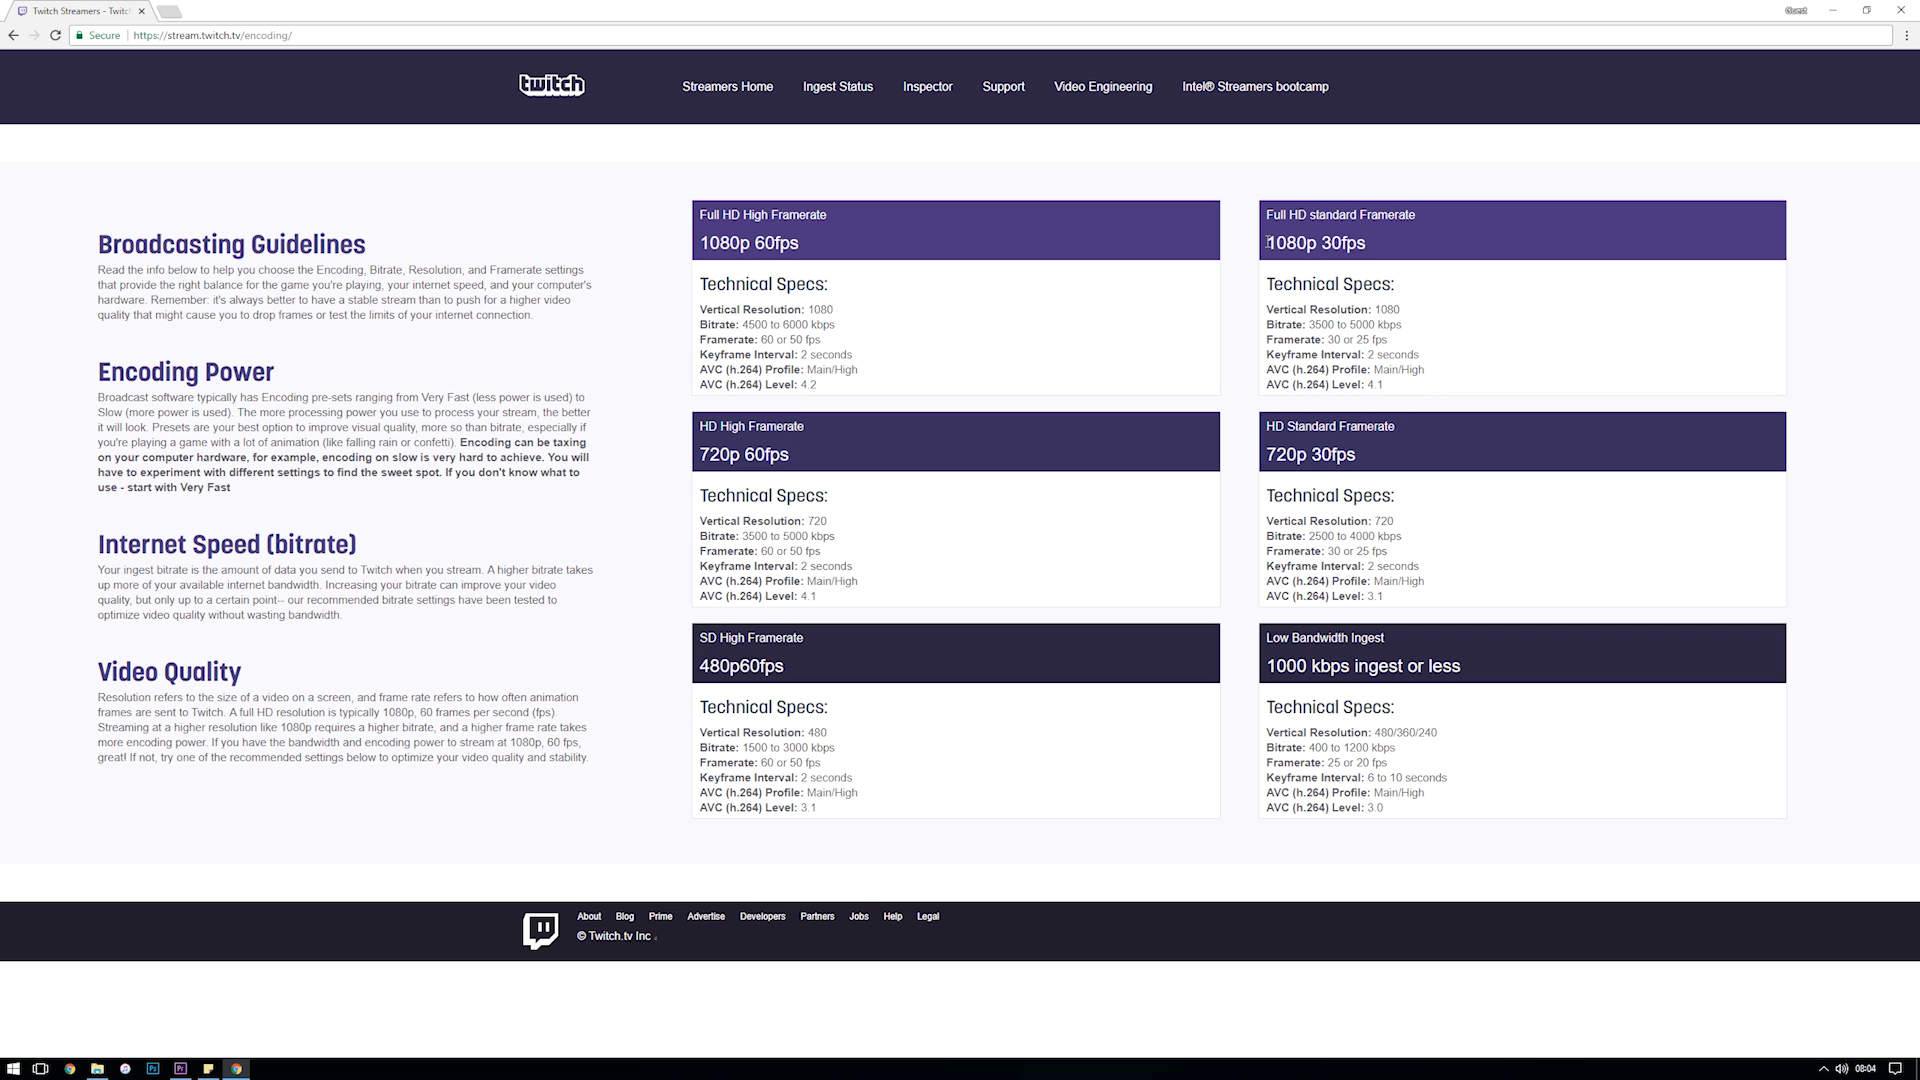 Twitch Streamers - Twitc
Guest
Secure
https://stream.twitch.tv/encoding/
twitch
Streamers Home
Ingest Status
Inspector
Support
Video Engineering
Intel® Streamers bootcamp
Broadcasting Guidelines
Read the info below to help you choose the Encoding, Bitrate, Resolution, and Framerate settings
that provide the right balance for the game you're playing, your internet speed, and your computer's
hardware. Remember: it's always better to have a stable stream than to push for a higher video
quality that might cause you to drop frames or test the limits of your internet connection.
Encoding Power
Broadcast software typically has Encoding pre-sets ranging from Very Fast (less power is used) to
Slow (more power is used). The more processing power you use to process your stream, the better
it will look. Presets are your best option to improve visual quality, more so than bitrate, especially if
you're playing a game with a lot of animation (like falling rain or confetti). Encoding can be taxing
on your computer hardware, for example, encoding on slow is very hard to achieve. You will
have to experiment with different settings to find the sweet spot. If you don't know what to
use - start with Very Fast
Internet Speed (bitrate)
Your ingest bitrate is the amount of data you send to Twitch when you stream. A higher bitrate takes
up more of your available internet bandwidth. Increasing your bitrate can improve your video
quality, but only up to a certain point-- our recommended bitrate settings have been tested to
optimize video quality without wasting bandwidth.
Video Quality
Resolution refers to the size of a video on a screen, and frame rate refers to how often animation
frames are sent to Twitch. A full HD resolution is typically 1080p, 60 frames per second (fps).
Streaming at a higher resolution like 1080p requires a higher bitrate, and a higher frame rate takes
more encoding power. If you have the bandwidth and encoding power to stream at 1080p, 60 fps,
great! If not, try one of the recommended settings below to optimize your video quality and stability.
Full HD High Framerate
1080p 60fps
Technical Specs:
Vertical Resolution: 1080
Bitrate: 4500 to 6000 kbps
Framerate: 60 or 50 fps
Keyframe Interval: 2 seconds
AVC (h.264) Profile: Main/High
AVC (h.264) Level: 4.2
Full HD standard Framerate
1080p 30fps
Technical Specs:
Vertical Resolution: 1080
Bitrate: 3500 to 5000 kbps
Framerate: 30 or 25 fps
Keyframe Interval: 2 seconds
AVC (h.264) Profile: Main/High
AVC (h.264) Level: 4.1
HD High Framerate
720p 60fps
Technical Specs:
Vertical Resolution: 720
Bitrate: 3500 to 5000 kbps
Framerate: 60 or 50 fps
Keyframe Interval: 2 seconds
AVC (h.264) Profile: Main/High
AVC (h.264) Level: 4.1
HD Standard Framerate
720p 30fps
Technical Specs:
Vertical Resolution: 720
Bitrate: 2500 to 4000 kbps
Framerate: 30 or 25 fps
Keyframe Interval: 2 seconds
AVC (h.264) Profile: Main/High
AVC (h.264) Level: 3.1
SD High Framerate
480p60fps
Technical Specs:
Vertical Resolution: 480
Bitrate: 1500 to 3000 kbps
Framerate: 60 or 50 fps
Keyframe Interval: 2 seconds
AVC (h.264) Profile: Main/High
AVC (h.264) Level: 3.1
Low Bandwidth Ingest
1000 kbps ingest or less
Technical Specs:
Vertical Resolution: 480/360/240
Bitrate: 400 to 1200 kbps
Framerate: 25 or 20 fps
Keyframe Interval: 6 to 10 seconds
AVC (h.264) Profile: Main/High
AVC (h.264) Level: 3.0
About
Blog
Prime
Advertise
Developers
Partners
Jobs
Help
Legal
© Twitch.tv Inc .
Ps
Pr
08:04